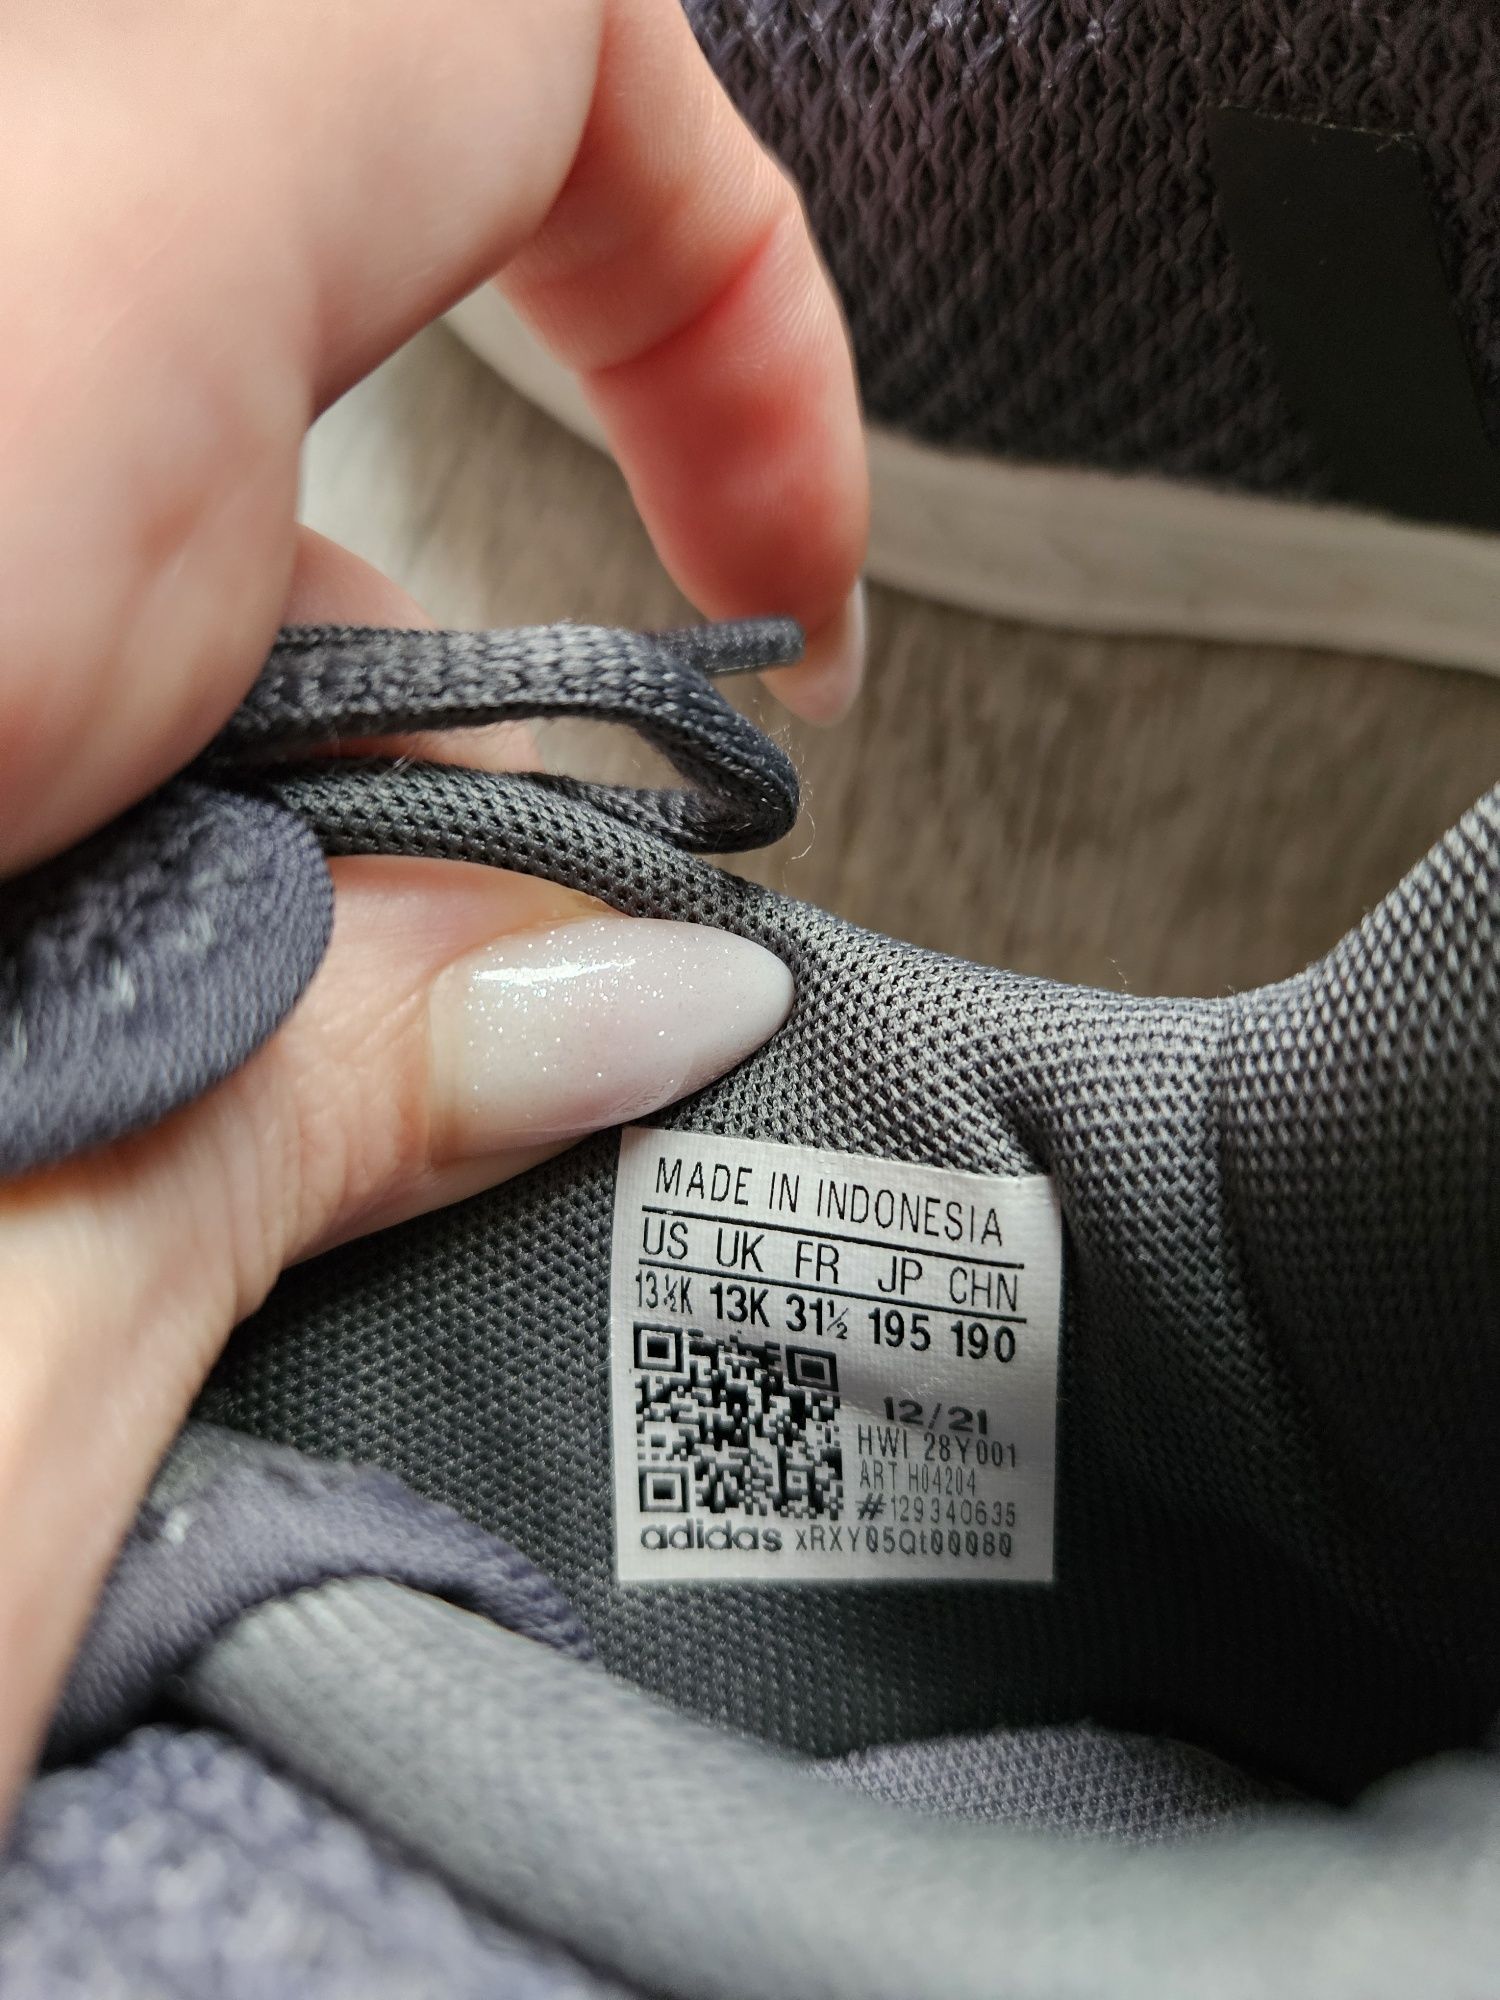 MADE IN INDONESIA
US UK FR JP CHN
13½K 13K 31½ 195 190
12/21
HWI 28Y001
ART H04204
#129340635
adidas xRXY05Qt00080